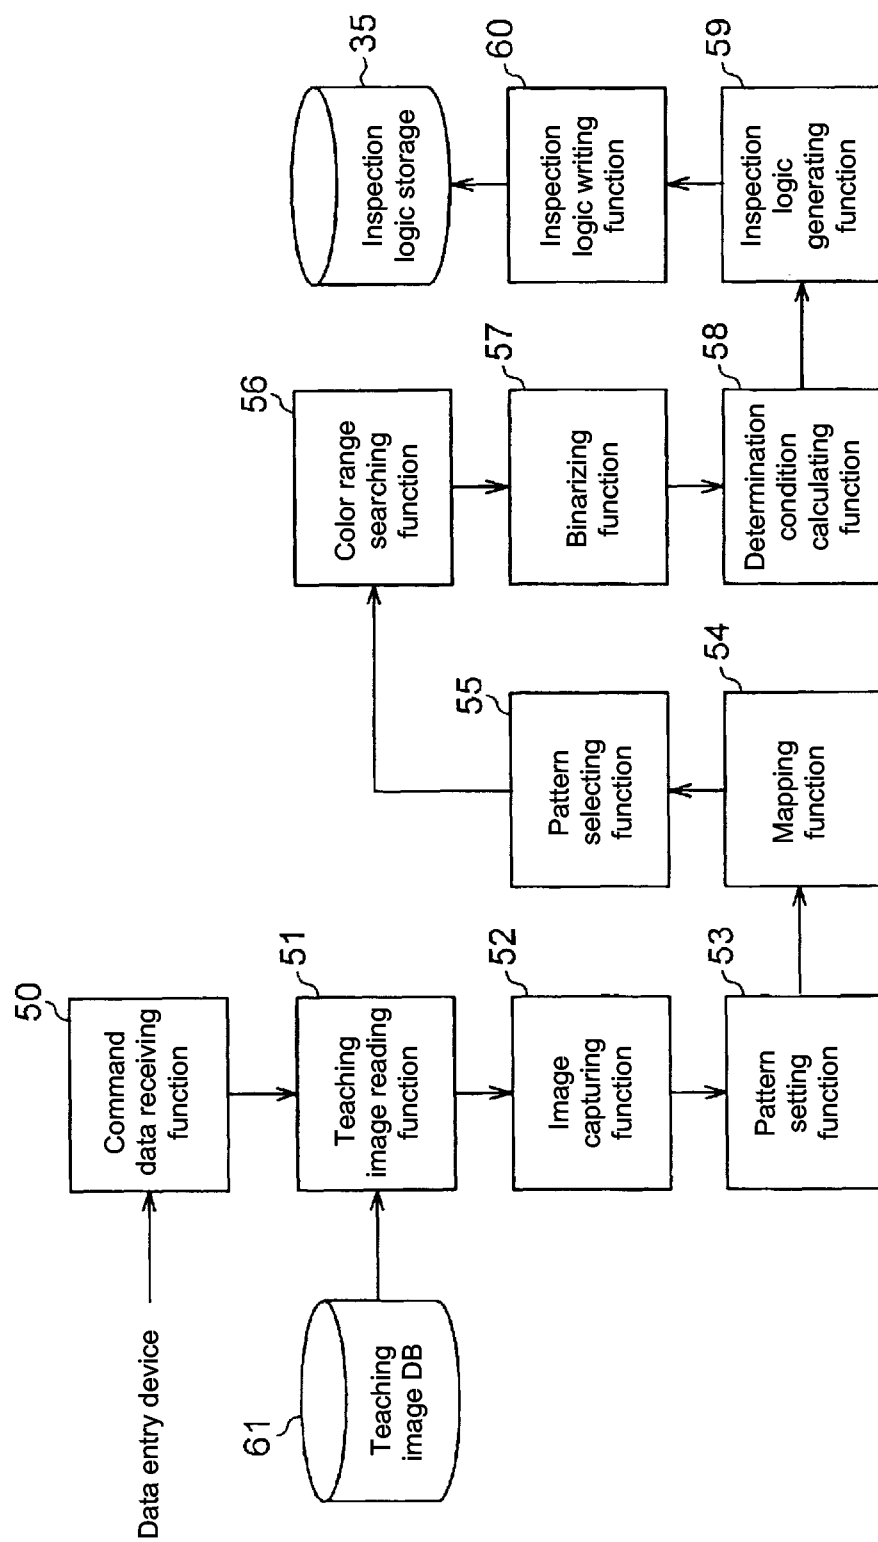 Data entry device
50
Command
data receiving
function
61
Teaching
image DB
51
Teaching
image reading
function
52
Image
capturing
function
53
Pattern
setting
function
54
Mapping
function
55
Pattern
selecting
function
56
Color range
searching
function
57
Binarizing
function
58
Determination
condition
calculating
function
59
Inspection
logic
generating
function
60
Inspection
logic writing
function
35
Inspection
logic storage